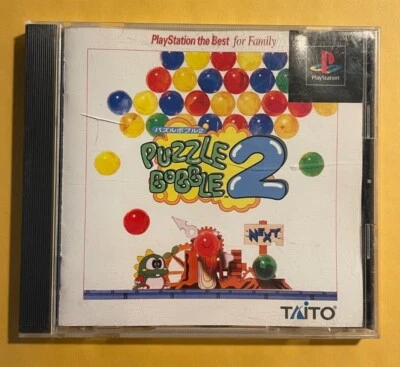 PlayStation the Best for Family
PlayStation
パズルボブル2
PUZZLE
BOBBLE 2
NEXT
TAITO